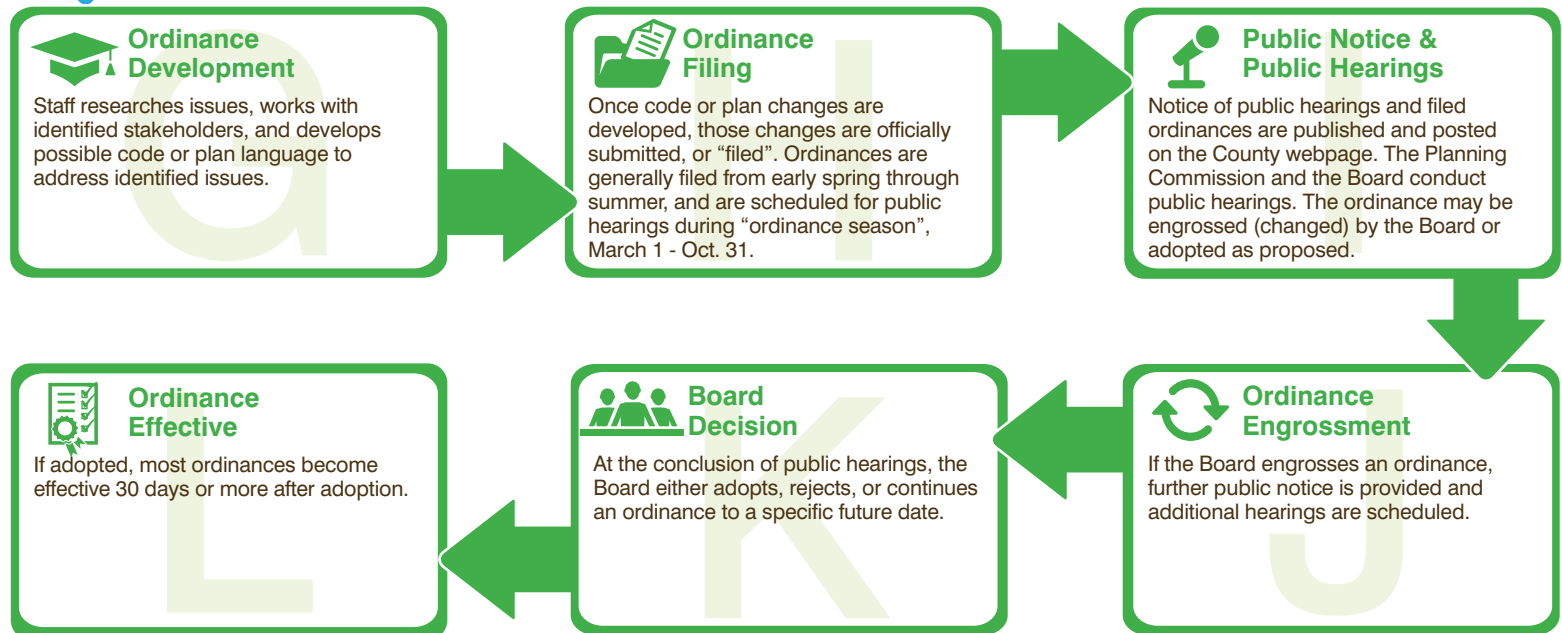 G
Ordinance
Development
Staff researches issues, works with
identified stakeholders, and develops
possible code or plan language to
address identified issues.
H
Ordinance
Filing
Once code or plan changes are
developed, those changes are officially
submitted, or “filed”. Ordinances are
generally filed from early spring through
summer, and are scheduled for public
hearings during “ordinance season”,
March 1 - Oct. 31.
I
Public Notice &
Public Hearings
Notice of public hearings and filed
ordinances are published and posted
on the County webpage. The Planning
Commission and the Board conduct
public hearings. The ordinance may be
engrossed (changed) by the Board or
adopted as proposed.
J
Ordinance
Engrossment
If the Board engrosses an ordinance,
further public notice is provided and
additional hearings are scheduled.
K
Board
Decision
At the conclusion of public hearings, the
Board either adopts, rejects, or continues
an ordinance to a specific future date.
L
Ordinance
Effective
If adopted, most ordinances become
effective 30 days or more after adoption.